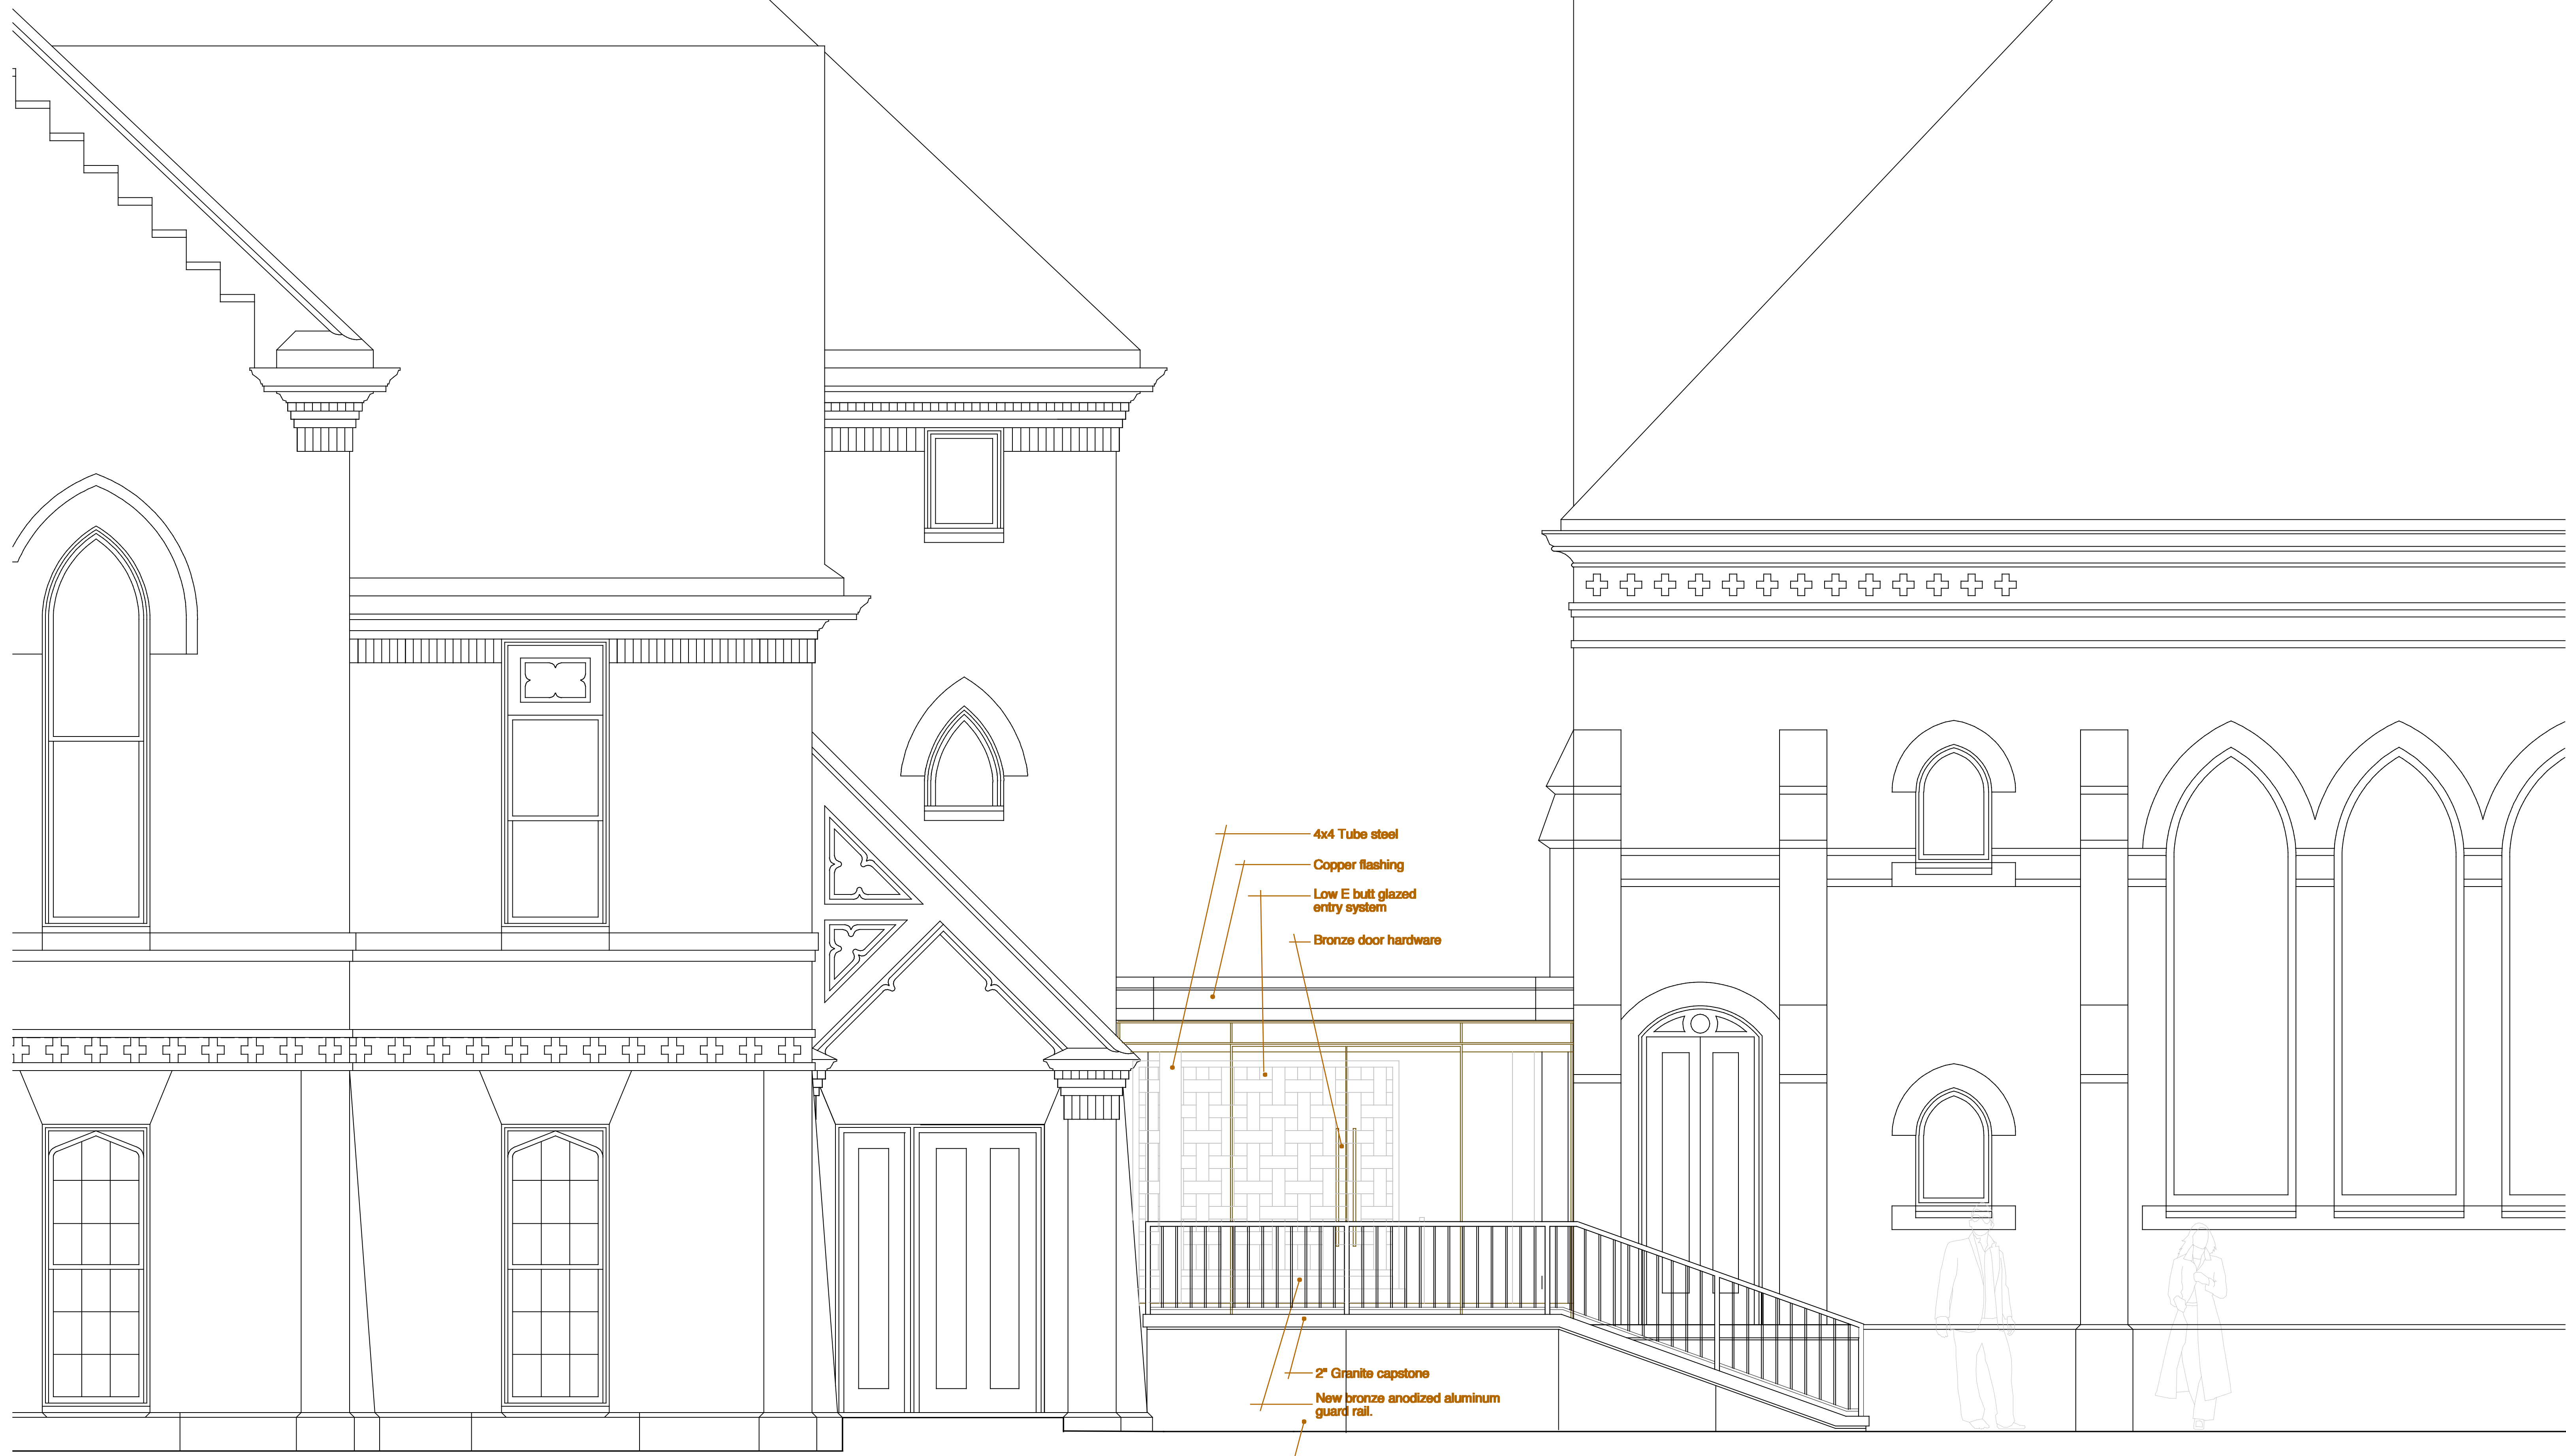 4x4 Tube steel
Copper flashing
Low E butt glazed
entry system
Bronze door hardware
2" Granite capstone
New bronze anodized aluminum
guard rail.